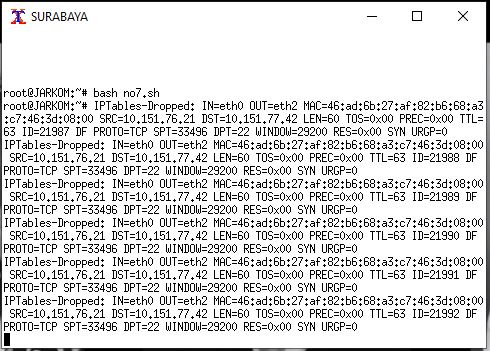 SURABAYA
root@JARKOM:~# bash no7.sh
root@JARKOM:~# IPTables-Dropped: IN=eth0 OUT=eth2 MAC=46:ad:6b:27:af:82:b6:68:a3
:c7:46:3d:08:00 SRC=10.151.76.21 DST=10.151.77.42 LEN=60 TOS=0x00 PREC=0x00 TTL=
63 ID=21987 DF PROTO=TCP SPT=33496 DPT=22 WINDOW=29200 RES=0x00 SYN URGP=0
IPTables-Dropped: IN=eth0 OUT=eth2 MAC=46:ad:6b:27:af:82:b6:68:a3:c7:46:3d:08:00
 SRC=10.151.76.21 DST=10.151.77.42 LEN=60 TOS=0x00 PREC=0x00 TTL=63 ID=21988 DF
PROTO=TCP SPT=33496 DPT=22 WINDOW=29200 RES=0x00 SYN URGP=0
IPTables-Dropped: IN=eth0 OUT=eth2 MAC=46:ad:6b:27:af:82:b6:68:a3:c7:46:3d:08:00
 SRC=10.151.76.21 DST=10.151.77.42 LEN=60 TOS=0x00 PREC=0x00 TTL=63 ID=21989 DF
PROTO=TCP SPT=33496 DPT=22 WINDOW=29200 RES=0x00 SYN URGP=0
IPTables-Dropped: IN=eth0 OUT=eth2 MAC=46:ad:6b:27:af:82:b6:68:a3:c7:46:3d:08:00
 SRC=10.151.76.21 DST=10.151.77.42 LEN=60 TOS=0x00 PREC=0x00 TTL=63 ID=21990 DF
PROTO=TCP SPT=33496 DPT=22 WINDOW=29200 RES=0x00 SYN URGP=0
IPTables-Dropped: IN=eth0 OUT=eth2 MAC=46:ad:6b:27:af:82:b6:68:a3:c7:46:3d:08:00
 SRC=10.151.76.21 DST=10.151.77.42 LEN=60 TOS=0x00 PREC=0x00 TTL=63 ID=21991 DF
PROTO=TCP SPT=33496 DPT=22 WINDOW=29200 RES=0x00 SYN URGP=0
IPTables-Dropped: IN=eth0 OUT=eth2 MAC=46:ad:6b:27:af:82:b6:68:a3:c7:46:3d:08:00
 SRC=10.151.76.21 DST=10.151.77.42 LEN=60 TOS=0x00 PREC=0x00 TTL=63 ID=21992 DF
PROTO=TCP SPT=33496 DPT=22 WINDOW=29200 RES=0x00 SYN URGP=0